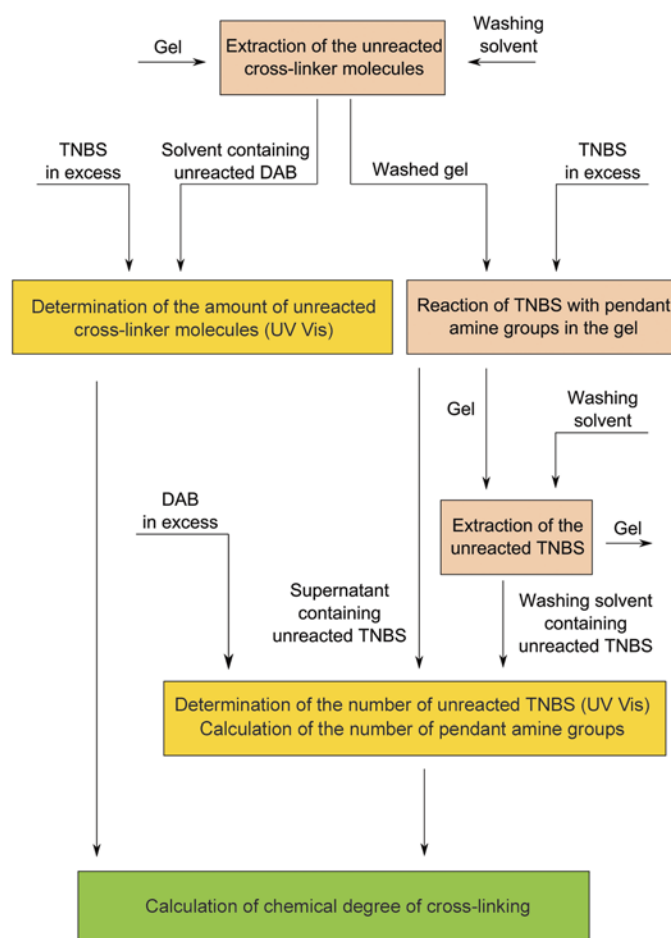 Gel
Extraction of the unreacted
cross-linker molecules
Washing
solvent
TNBS
in excess
Solvent containing
unreacted DAB
Washed gel
TNBS
in excess
Determination of the amount of unreacted
cross-linker molecules (UV Vis)
Reaction of TNBS with pendant
amine groups in the gel
Gel
Washing
solvent
DAB
in excess
Extraction of the
unreacted TNBS
Gel
Supernatant
containing
unreacted TNBS
Washing solvent
containing
unreacted TNBS
Determination of the number of unreacted TNBS (UV Vis)
Calculation of the number of pendant amine groups
Calculation of chemical degree of cross-linking